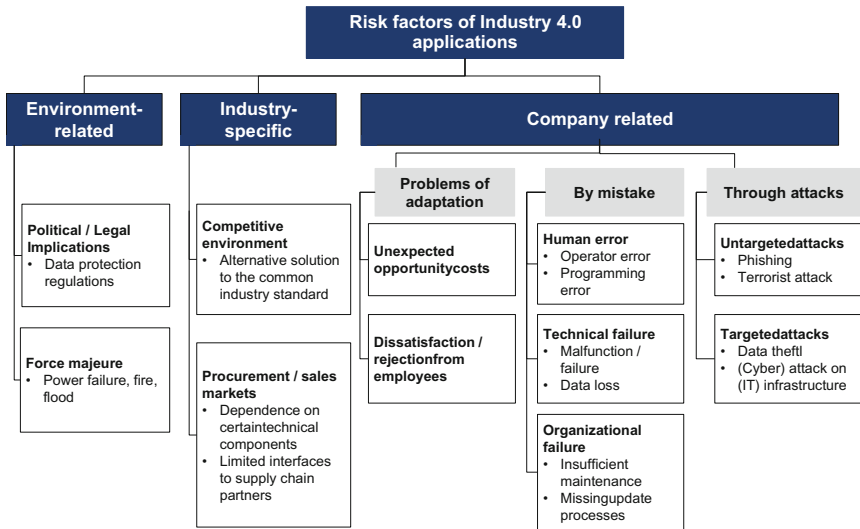 Risk factors of Industry 4.0
applications
Environment-
related
Industry-
specific
Company related
Problems of
adaptation
By mistake
Through attacks
Political / Legal
Implications
• Data protection
regulations
Force majeure
• Power failure, fire,
flood
Competitive
environment
• Alternative solution
to the common
industry standard
Procurement / sales
markets
• Dependence on
certaintechnical
components
• Limited interfaces
to supply chain
partners
Unexpected
opportunitycosts
Dissatisfaction /
rejectionfrom
employees
Human error
• Operator error
• Programming
error
Technical failure
• Malfunction /
failure
• Data loss
Organizational
failure
• Insufficient
maintenance
• Missingupdate
processes
Untargetedattacks
• Phishing
• Terrorist attack
Targetedattacks
• Data theftl
• (Cyber) attack on
(IT) infrastructure